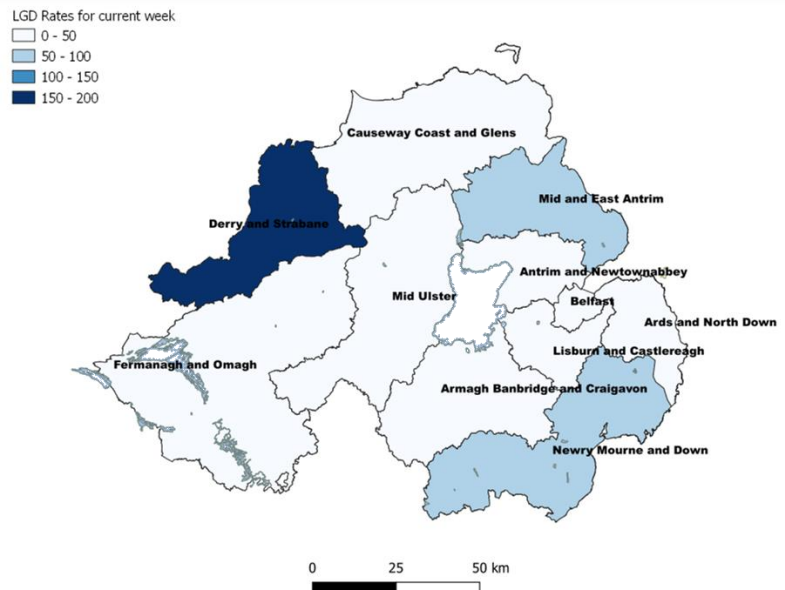 LGD Rates for current week
0 - 50
50 - 100
100 - 150
150 - 200
Causeway Coast and Glens
Mid and East Antrim
Derry and Strabane
Antrim and Newtownabbey
Mid Ulster
Belfast
Ards and North Down
Lisburn and Castlereagh
Fermanagh and Omagh
Armagh Banbridge and Craigavon
Newry Mourne and Down
0 25 50 km